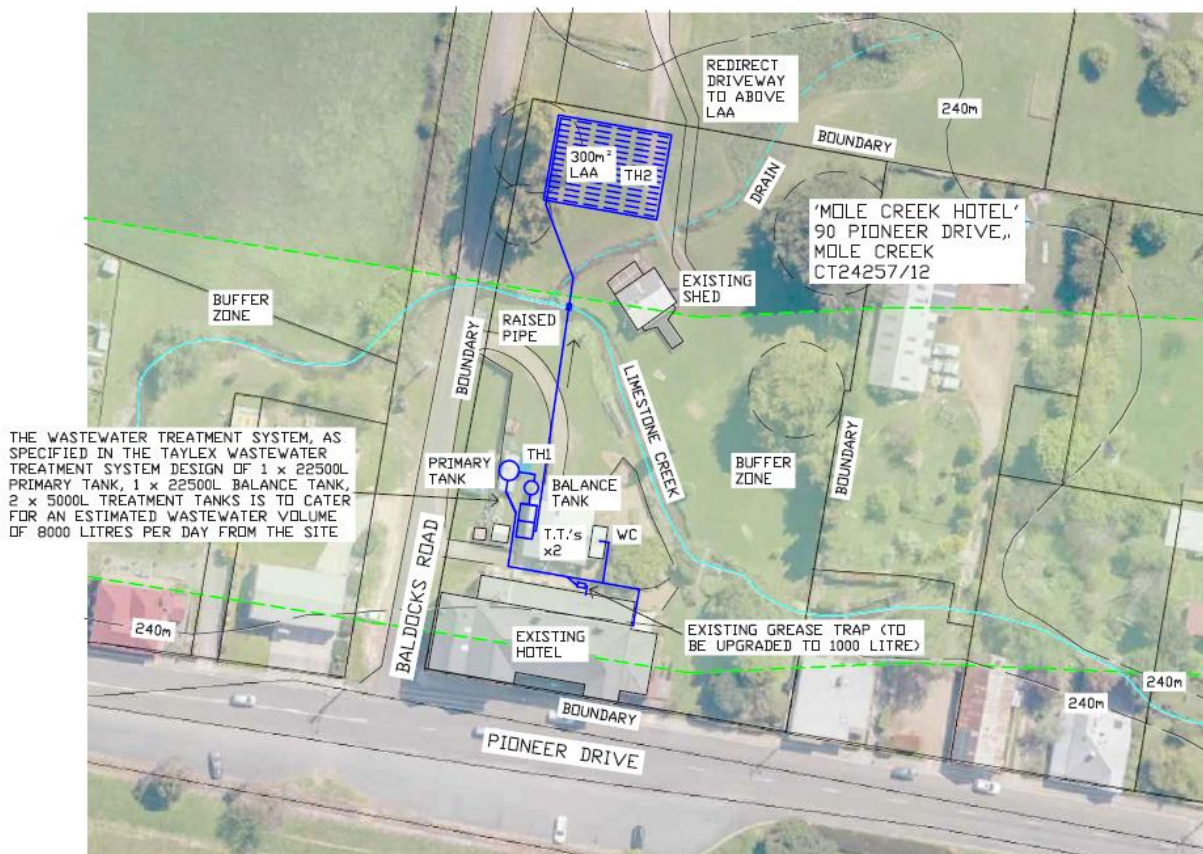 REDIRECT
DRIVEWAY
TO ABOVE
LAA
240m
BOUNDARY
300m²
LAA
TH2
DRAIN
'MOLE CREEK HOTEL'
90 PIONEER DRIVE,.
MOLE CREEK
CT24257/12
EXISTING
SHED
BUFFER
ZONE
RAISED
PIPE
BOUNDARY
LIMESTONE CREEK
THE WASTEWATER TREATMENT SYSTEM, AS
SPECIFIED IN THE TAYLEX WASTEWATER
TREATMENT SYSTEM DESIGN OF 1 x 22500L
PRIMARY TANK, 1 x 22500L BALANCE TANK,
2 x 5000L TREATMENT TANKS IS TO CATER
FOR AN ESTIMATED WASTEWATER VOLUME
OF 8000 LITRES PER DAY FROM THE SITE
PRIMARY
TANK
TH1
BALANCE
TANK
BUFFER
ZONE
BOUNDARY
T.T.'s
x2
WC
BALDOCKS ROAD
240m
EXISTING
HOTEL
EXISTING GREASE TRAP (TO
BE UPGRADED TO 1000 LITRE)
240m
240m
BOUNDARY
PIONEER DRIVE